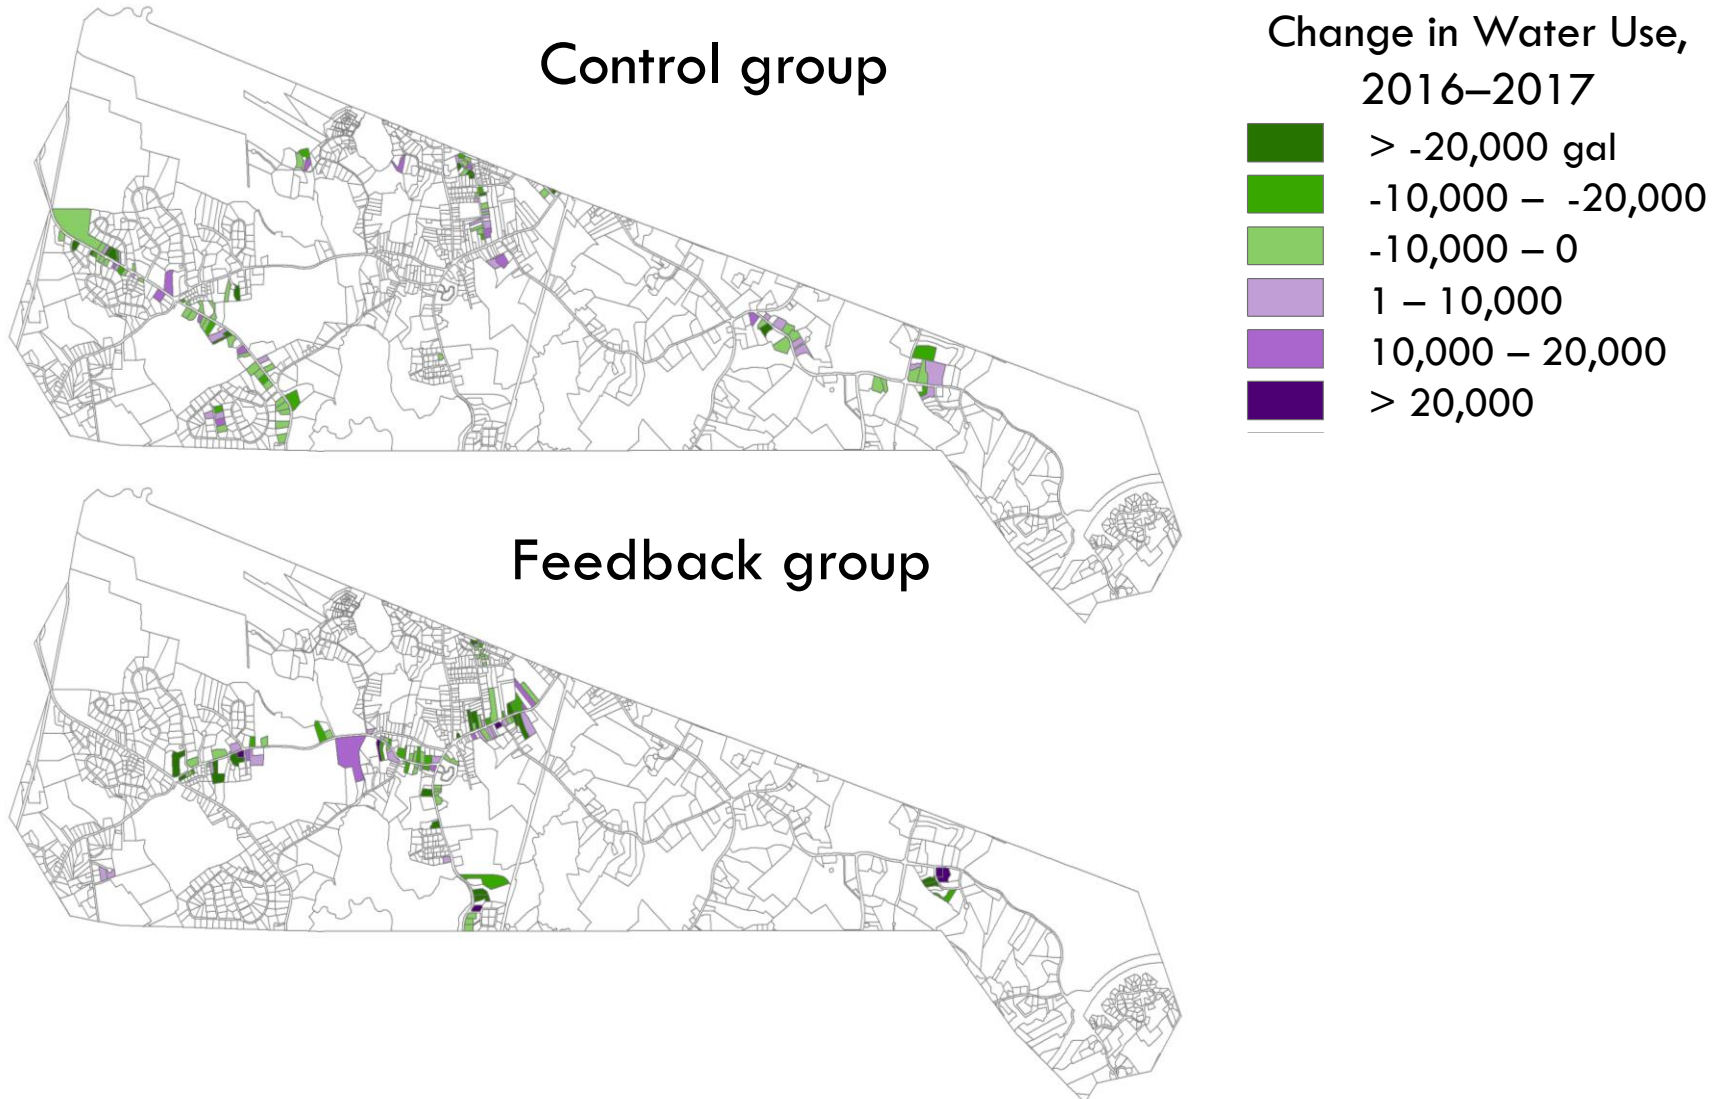 Control group
Change in Water Use,
2016–2017
> -20,000 gal
-10,000 – -20,000
-10,000 – 0
1 – 10,000
10,000 – 20,000
> 20,000
Feedback group